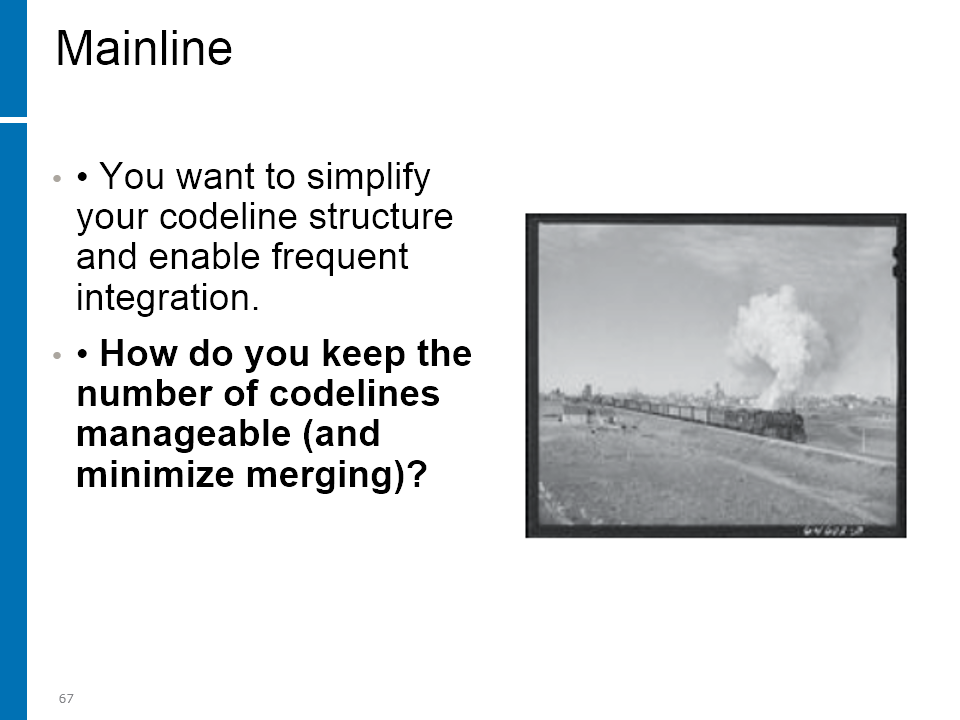 Mainline
• • You want to simplify
your codeline structure
and enable frequent
integration.
• • How do you keep the
number of codelines
manageable (and
minimize merging)?
67